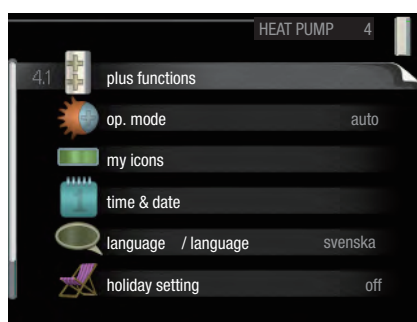 HEAT PUMP 4
4.1 plus functions
op. mode auto
my icons
time & date
1
language / language svenska
holiday setting off